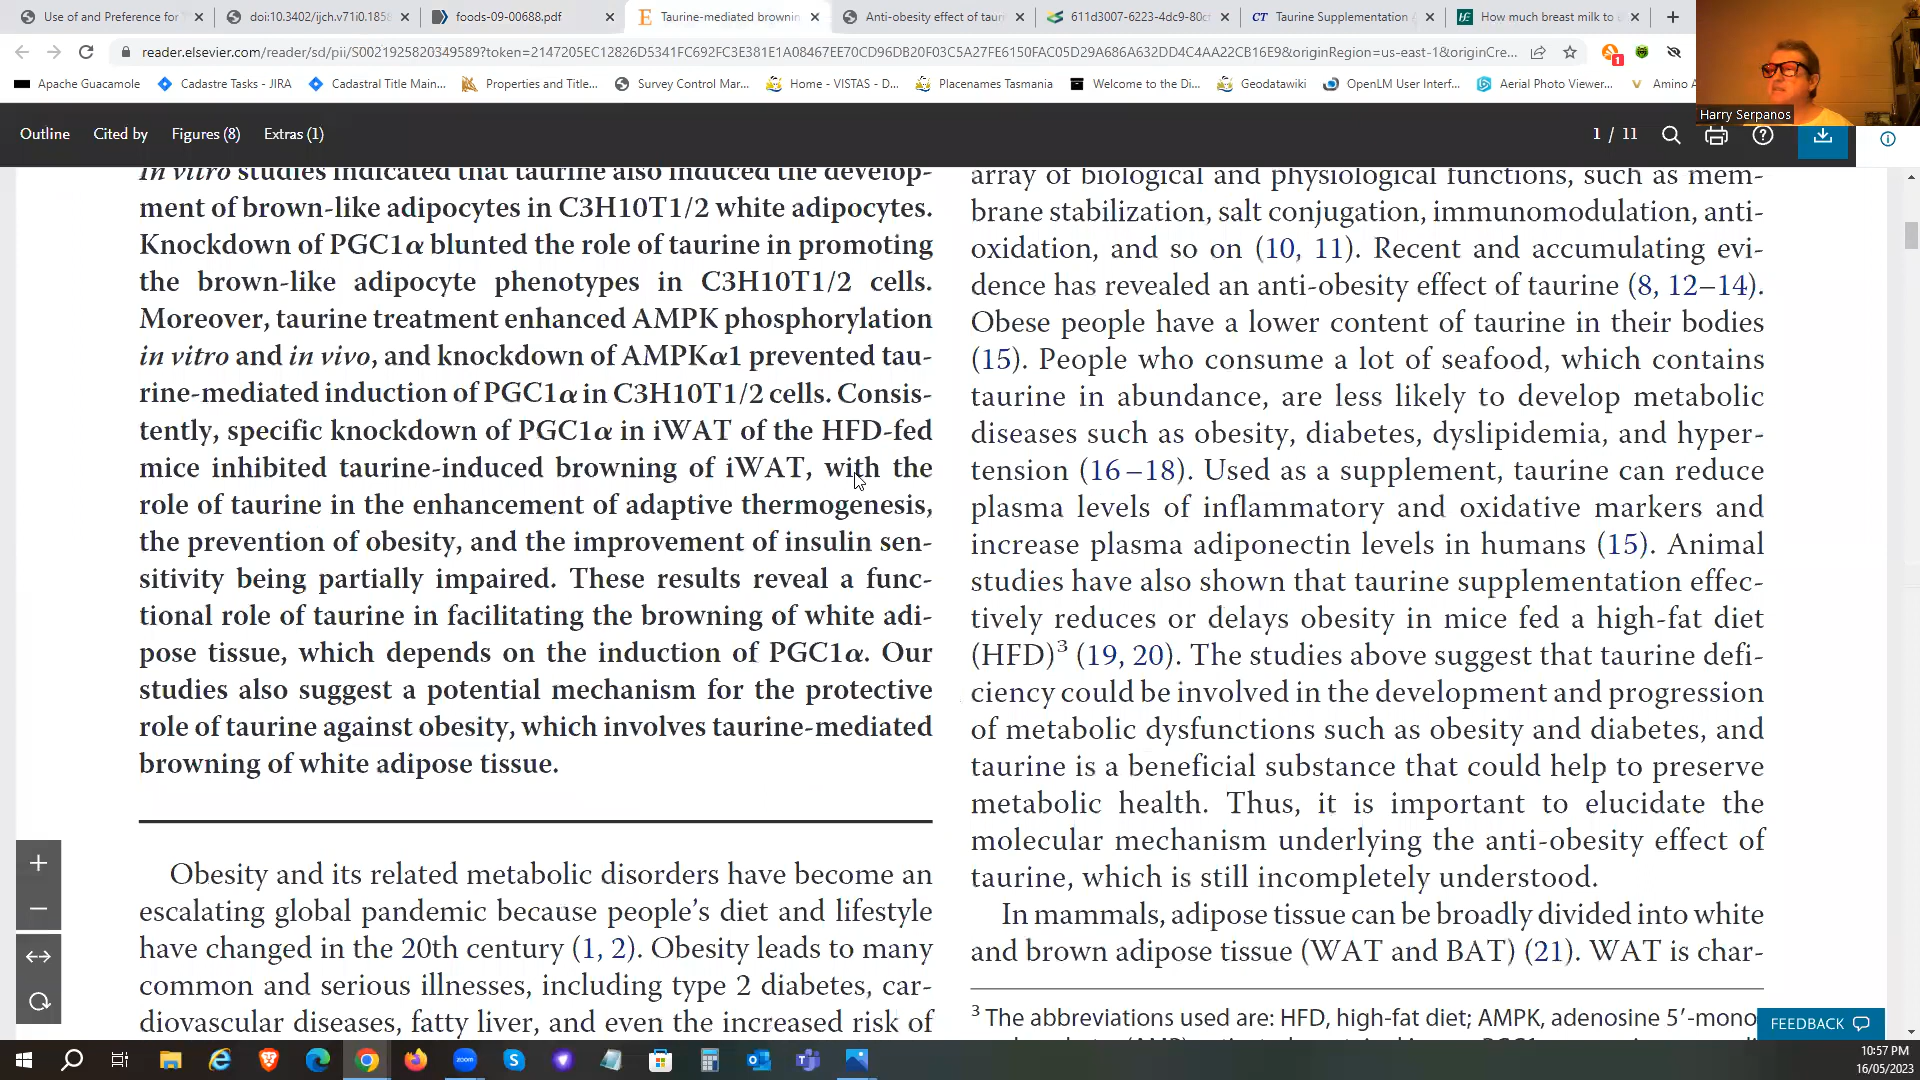 Use of and Preference for
doi:10.3402/ijch.v71i0.185
foods-09-00688.pdf
Taurine-mediated brownin
Anti-obesity effect of taur
611d3007-6223-4dc9-80c
Taurine Supplementation
How much breast milk to
reader.elsevier.com/reader/sd/pii/S0021925820349589?token=2147205EC12826D5341FC692FC3E381E1A08467EE70CD96DB20F03C5A27FE6150FAC05D29A686A632DD4C4AA22CB16E9&originRegion=us-east-1&originCre...
1
Apache Guacamole
Cadastre Tasks - JIRA
Cadastral Title Main...
Properties and Title...
Survey Control Mar...
Home - VISTAS - D...
Placenames Tasmania
Welcome to the Di...
Geodatawiki
OpenLM User Interf...
Aerial Photo Viewer...
Amino A
Harry Serpanos
Outline
Cited by
Figures (8)
Extras (1)
1 / 11
In vitro studies indicated that taurine also induced the develop-
ment of brown-like adipocytes in C3H10T1/2 white adipocytes.
Knockdown of PGC1α blunted the role of taurine in promoting
the brown-like adipocyte phenotypes in C3H10T1/2 cells.
Moreover, taurine treatment enhanced AMPK phosphorylation
in vitro and in vivo, and knockdown of AMPKα1 prevented tau-
rine-mediated induction of PGC1α in C3H10T1/2 cells. Consis-
tently, specific knockdown of PGC1α in iWAT of the HFD-fed
mice inhibited taurine-induced browning of iWAT, with the
role of taurine in the enhancement of adaptive thermogenesis,
the prevention of obesity, and the improvement of insulin sen-
sitivity being partially impaired. These results reveal a func-
tional role of taurine in facilitating the browning of white adi-
pose tissue, which depends on the induction of PGC1α. Our
studies also suggest a potential mechanism for the protective
role of taurine against obesity, which involves taurine-mediated
browning of white adipose tissue.
Obesity and its related metabolic disorders have become an
escalating global pandemic because people's diet and lifestyle
have changed in the 20th century (1, 2). Obesity leads to many
common and serious illnesses, including type 2 diabetes, car-
diovascular diseases, fatty liver, and even the increased risk of
array of biological and physiological functions, such as mem-
brane stabilization, salt conjugation, immunomodulation, anti-
oxidation, and so on (10, 11). Recent and accumulating evi-
dence has revealed an anti-obesity effect of taurine (8, 12–14).
Obese people have a lower content of taurine in their bodies
(15). People who consume a lot of seafood, which contains
taurine in abundance, are less likely to develop metabolic
diseases such as obesity, diabetes, dyslipidemia, and hyper-
tension (16–18). Used as a supplement, taurine can reduce
plasma levels of inflammatory and oxidative markers and
increase plasma adiponectin levels in humans (15). Animal
studies have also shown that taurine supplementation effec-
tively reduces or delays obesity in mice fed a high-fat diet
(HFD)³ (19, 20). The studies above suggest that taurine defi-
ciency could be involved in the development and progression
of metabolic dysfunctions such as obesity and diabetes, and
taurine is a beneficial substance that could help to preserve
metabolic health. Thus, it is important to elucidate the
molecular mechanism underlying the anti-obesity effect of
taurine, which is still incompletely understood.
In mammals, adipose tissue can be broadly divided into white
and brown adipose tissue (WAT and BAT) (21). WAT is char-
³ The abbreviations used are: HFD, high-fat diet; AMPK, adenosine 5′-mono
FEEDBACK
10:57 PM
16/05/2023